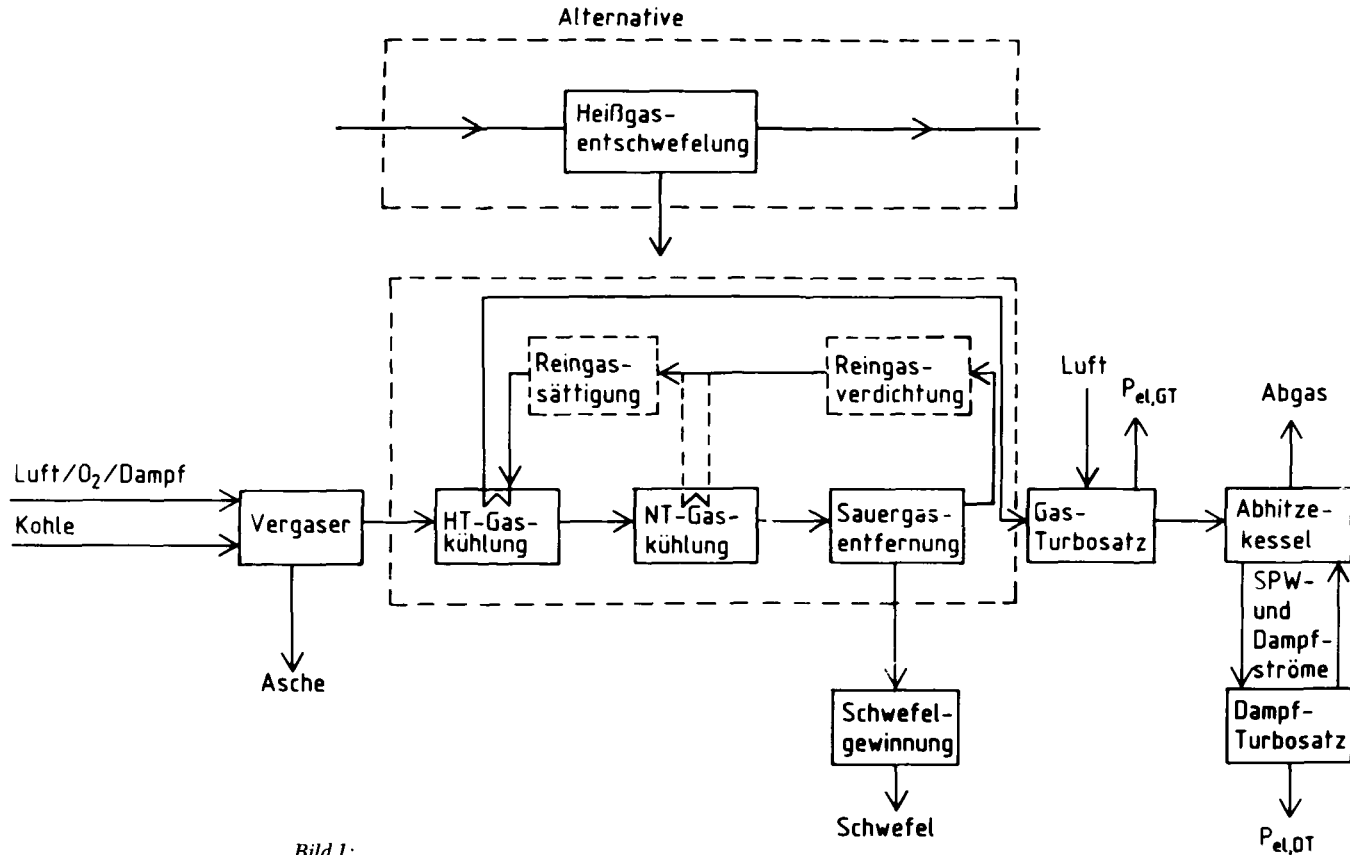 Alternative
Heißgas-
entschwefelung
Reingas-
sättigung
Reingas-
verdichtung
Luft
P_el,GT
Abgas
Luft/O₂/Dampf
Kohle
Vergaser
HT-Gas-
kühlung
NT-Gas-
kühlung
Sauergas-
entfernung
Gas-
Turbosatz
Abhitze-
kessel
SPW-
und
Dampf-
ströme
Asche
Schwefel-
gewinnung
Dampf-
Turbosatz
Schwefel
P_el,DT
Bild 1: